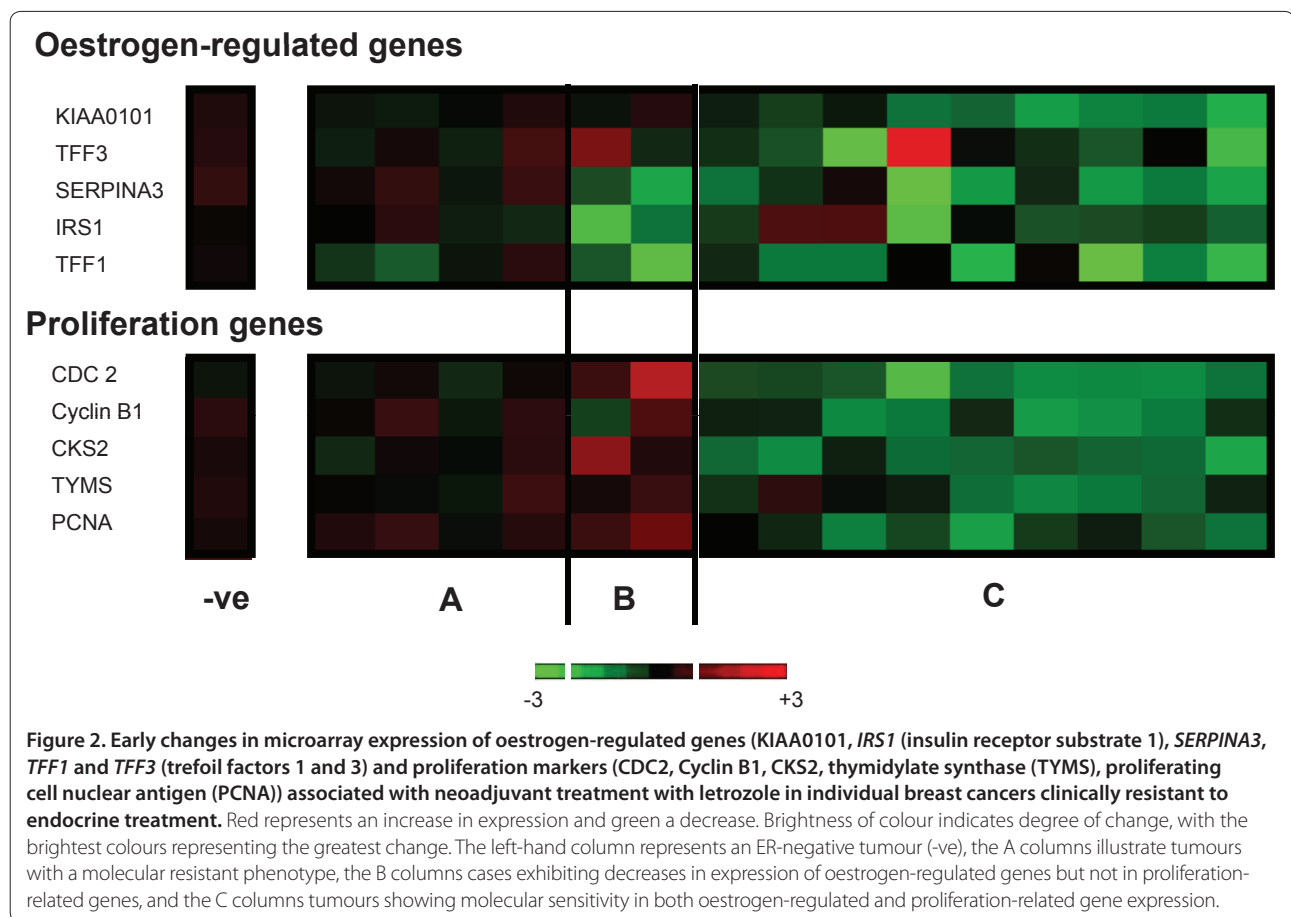 Oestrogen-regulated genes
KIAA0101
TFF3
SERPINA3
IRS1
TFF1
Proliferation genes
CDC 2
Cyclin B1
CKS2
TYMS
PCNA
-ve
A
B
C
-3
+3
Figure 2. Early changes in microarray expression of oestrogen-regulated genes (KIAA0101, IRS1 (insulin receptor substrate 1), SERPINA3,
TFF1 and TFF3 (trefoil factors 1 and 3) and proliferation markers (CDC2, Cyclin B1, CKS2, thymidylate synthase (TYMS), proliferating
cell nuclear antigen (PCNA)) associated with neoadjuvant treatment with letrozole in individual breast cancers clinically resistant to
endocrine treatment. Red represents an increase in expression and green a decrease. Brightness of colour indicates degree of change, with the
brightest colours representing the greatest change. The left-hand column represents an ER-negative tumour (-ve), the A columns illustrate tumours
with a molecular resistant phenotype, the B columns cases exhibiting decreases in expression of oestrogen-regulated genes but not in proliferation-
related genes, and the C columns tumours showing molecular sensitivity in both oestrogen-regulated and proliferation-related gene expression.